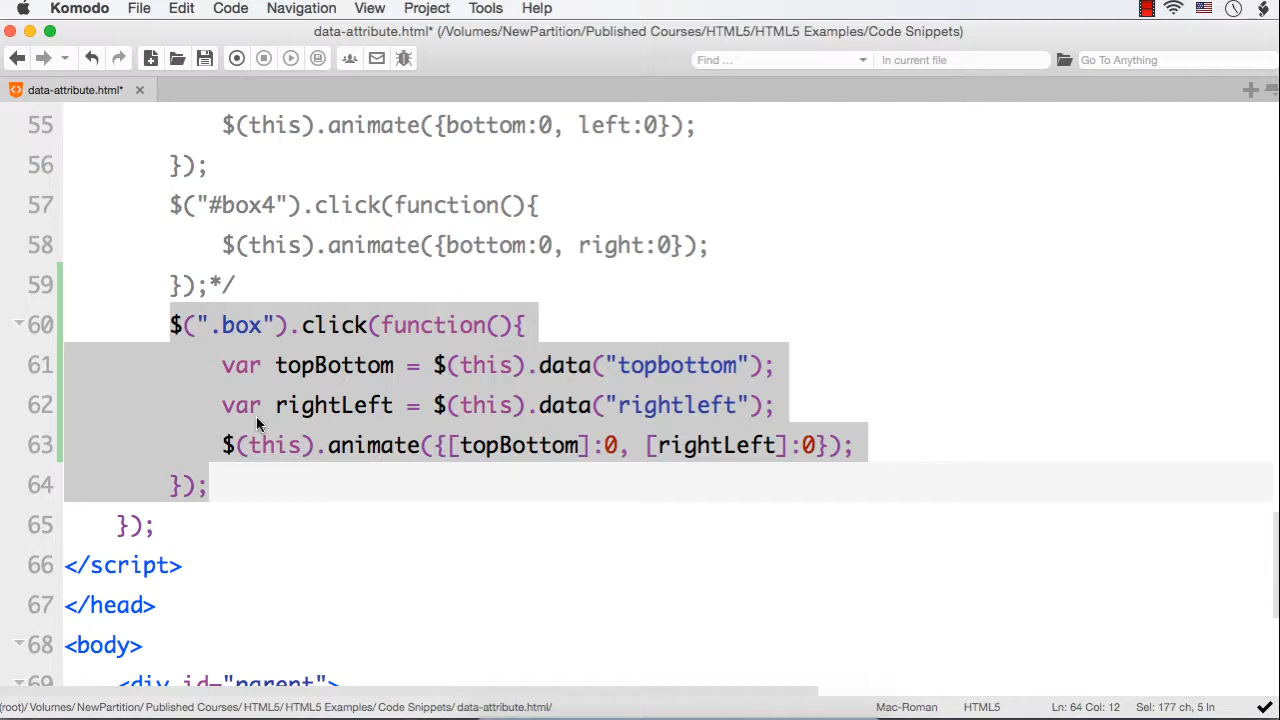 Komodo File Edit Code Navigation View Project Tools Help
data-attribute.html* (/Volumes/NewPartition/Published Courses/HTML5/HTML5 Examples/Code Snippets)
Find ... In current file Go To Anything
data-attribute.html*
55 $(this).animate({bottom:0, left:0});
56 });
57 $("#box4").click(function(){
58 $(this).animate({bottom:0, right:0});
59 });*/
60 $(".box").click(function(){
61 var topBottom = $(this).data("topbottom");
62 var rightLeft = $(this).data("rightleft");
63 $(this).animate({[topBottom]:0, [rightLeft]:0});
64 });
65 });
66 </script>
67 </head>
68 <body>
69 <div id="parent">
(root)/ Volumes/ NewPartition/ Published Courses/ HTML5/ HTML5 Examples/ Code Snippets/ data-attribute.html/ Mac-Roman HTML5 Ln: 64 Col: 12 Sel: 177 ch, 5 ln